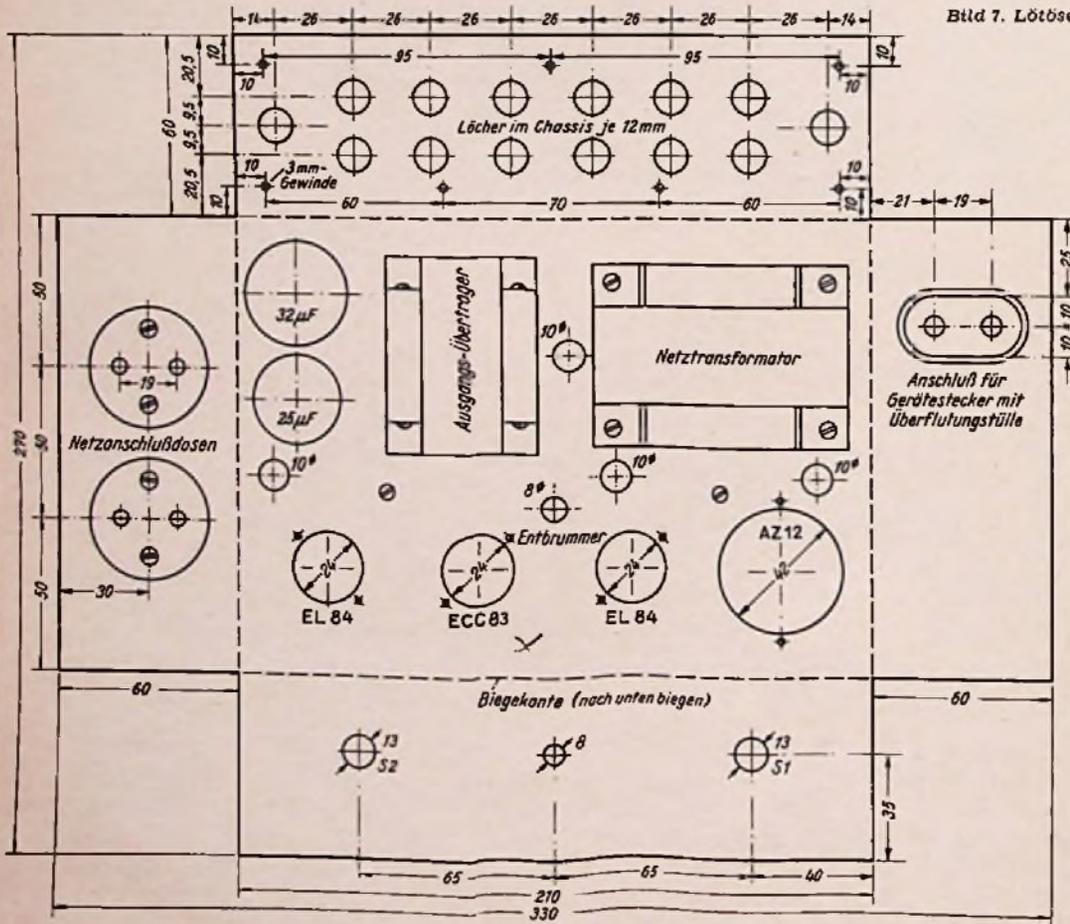 14 26 26 26 26 26 26 26 14
Bild 7. Lötöse
10 95 95 10
20,5 10 10
9,5
60 Löcher im Chassis je 12mm
9,5
10 3mm- 10
Gewinde
20,5 10 60 70 60 10
21 19
25
50
32µF
10⌀
10
19
Ausgangs-Übertrager
Netztransformator
10
Anschluß für
Gerätestecker mit
Überflutungstülle
25µF
270
50
Netzanschlußdosen
10⌀ 10⌀ 10⌀
8⌀
Entbrummer
AZ12
24 24 24 42
50
30
EL 84 ECC 83 EL 84
60 60
Biegekante (nach unten biegen)
13 8 13
S2 S1
35
65 65 40
210
330